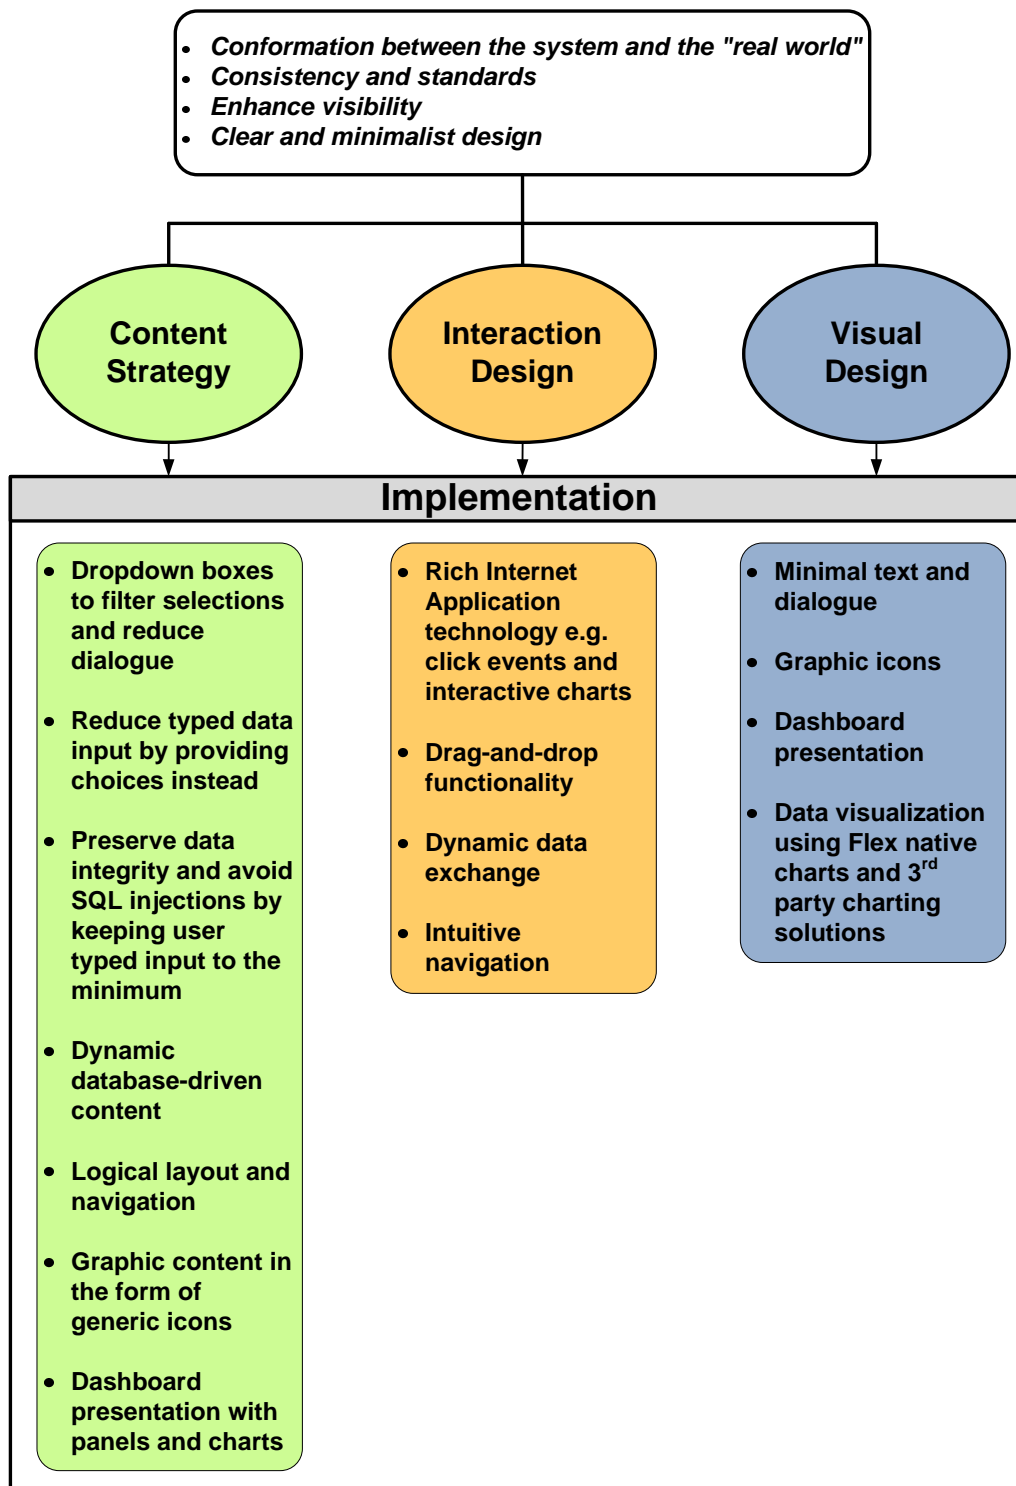 • Conformation between the system and the "real world"
• Consistency and standards
• Enhance visibility
• Clear and minimalist design
Content
Strategy
Interaction
Design
Visual
Design
Implementation
• Dropdown boxes
to filter selections
and reduce
dialogue
• Reduce typed data
input by providing
choices instead
• Preserve data
integrity and avoid
SQL injections by
keeping user
typed input to the
minimum
• Dynamic
database-driven
content
• Logical layout and
navigation
• Graphic content in
the form of
generic icons
• Dashboard
presentation with
panels and charts
• Rich Internet
Application
technology e.g.
click events and
interactive charts
• Drag-and-drop
functionality
• Dynamic data
exchange
• Intuitive
navigation
• Minimal text and
dialogue
• Graphic icons
• Dashboard
presentation
• Data visualization
using Flex native
charts and 3rd
party charting
solutions